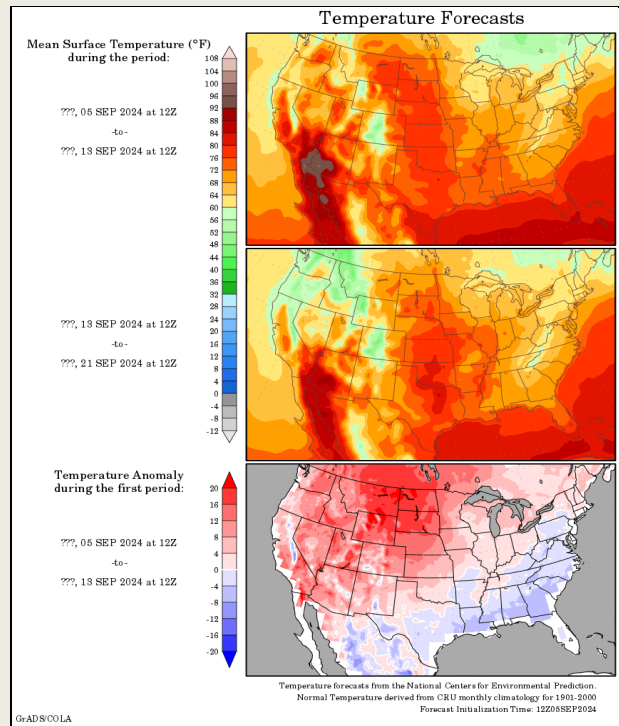 Temperature Forecasts
Mean Surface Temperature (°F)
during the period:
???, 05 SEP 2024 at 12Z
-to-
???, 13 SEP 2024 at 12Z
108
104
100
96
92
88
84
80
76
72
68
64
60
56
52
48
44
40
36
32
28
24
20
16
12
8
4
0
-4
-8
-12
???, 13 SEP 2024 at 12Z
-to-
???, 21 SEP 2024 at 12Z
Temperature Anomaly
during the first period:
???, 05 SEP 2024 at 12Z
-to-
???, 13 SEP 2024 at 12Z
20
16
12
8
4
0
-4
-8
-12
-16
-20
Temperature forecasts from the National Centers for Environmental Prediction.
Normal Temperature derived from CRU monthly climatology for 1901-2000
Forecast Initialization Time: 12Z05SEP2024
GrADS/COLA